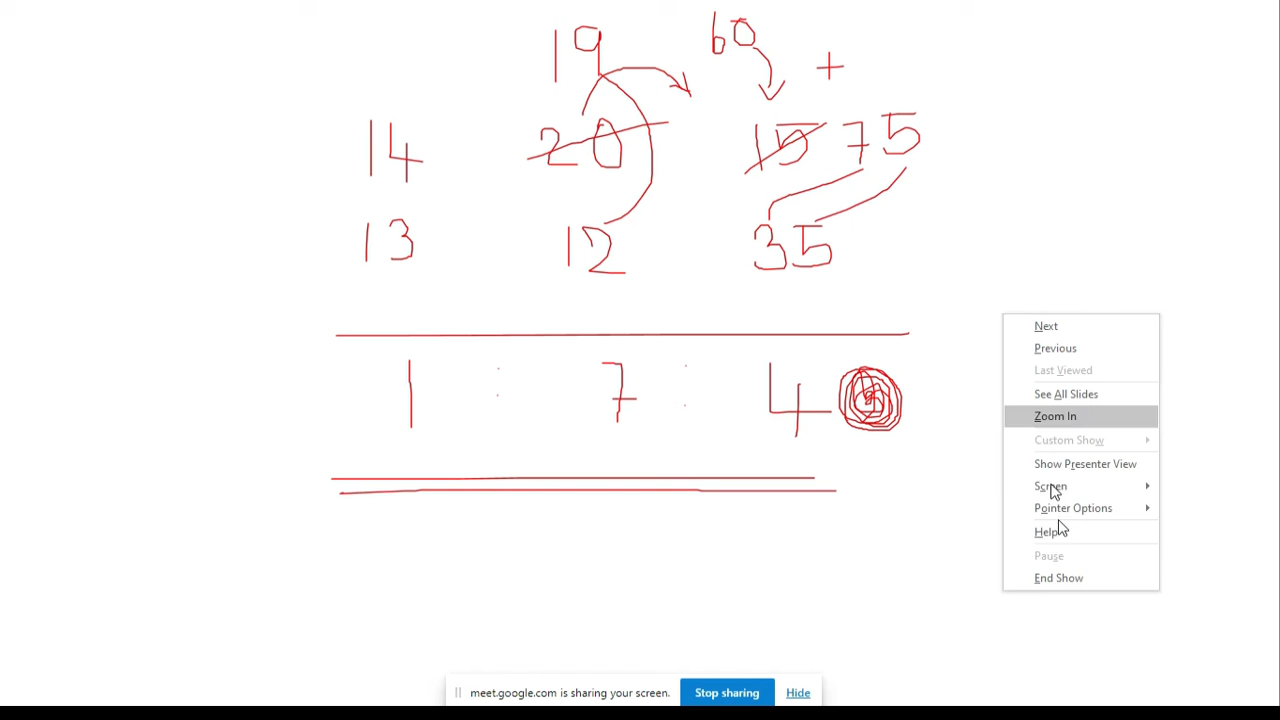 19 60 +
14 20 15 75
13 12 35
1 : 7 : 4
Next
Previous
Last Viewed
See All Slides
Zoom In
Custom Show
Show Presenter View
Screen
Pointer Options
Help
Pause
End Show
meet.google.com is sharing your screen. Stop sharing Hide